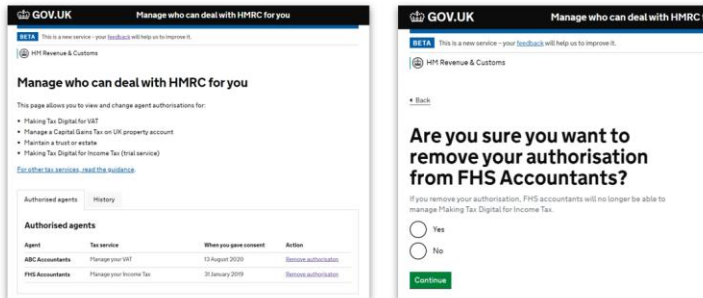 GOV.UK Manage who can deal with HMRC for you
BETA This is a new service – your feedback will help us to improve it.
HM Revenue & Customs
Manage who can deal with HMRC for you
This page allows you to view and change agent authorisations for:
• Making Tax Digital for VAT
• Manage a Capital Gains Tax on UK property account
• Maintain a trust or estate
• Making Tax Digital for Income Tax (trial service)
For other tax services, read the guidance.
Authorised agents History
Authorised agents
Agent Tax service When you gave consent Action
ABC Accountants Manage your VAT 13 August 2020 Remove authorisation
FHS Accountants Manage your Income Tax 31 January 2019 Remove authorisation
GOV.UK Manage who can deal with HMRC
BETA This is a new service – your feedback will help us to improve it.
HM Revenue & Customs
Back
Are you sure you want to
remove your authorisation
from FHS Accountants?
If you remove your authorisation, FHS accountants will no longer be able to
manage Making Tax Digital for Income Tax.
Yes
No
Continue